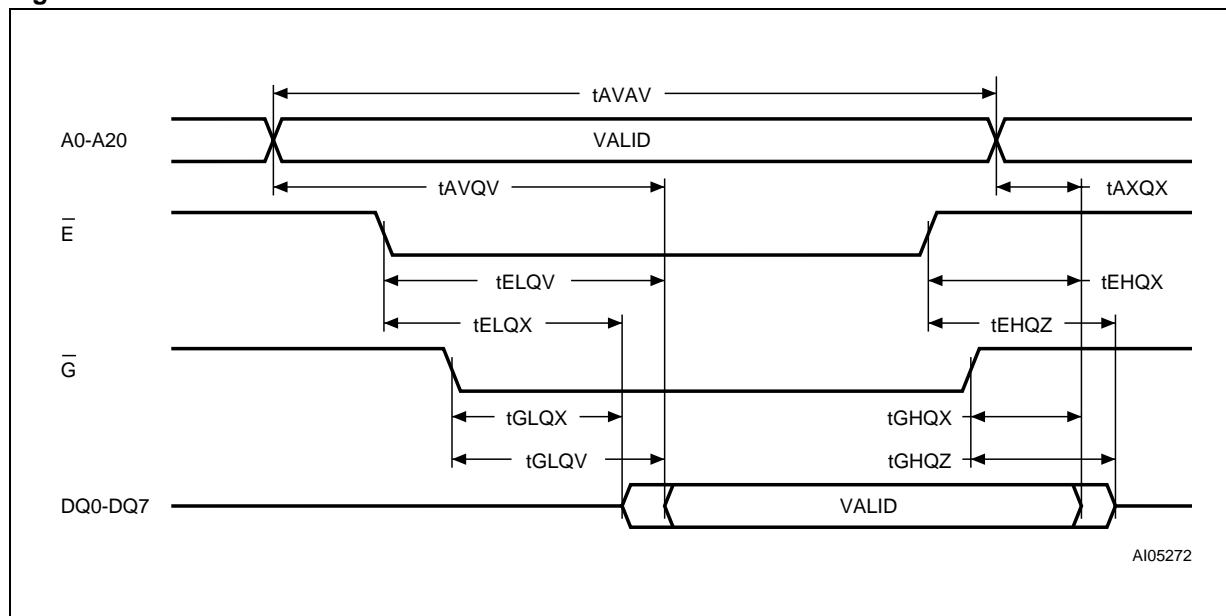 tAVAV
A0-A20
VALID
tAVQV
tAXQX
E̅
tELQV
tEHQX
tELQX
tEHQZ
G̅
tGLQX
tGHQX
tGLQV
tGHQZ
DQ0-DQ7
VALID
AI05272